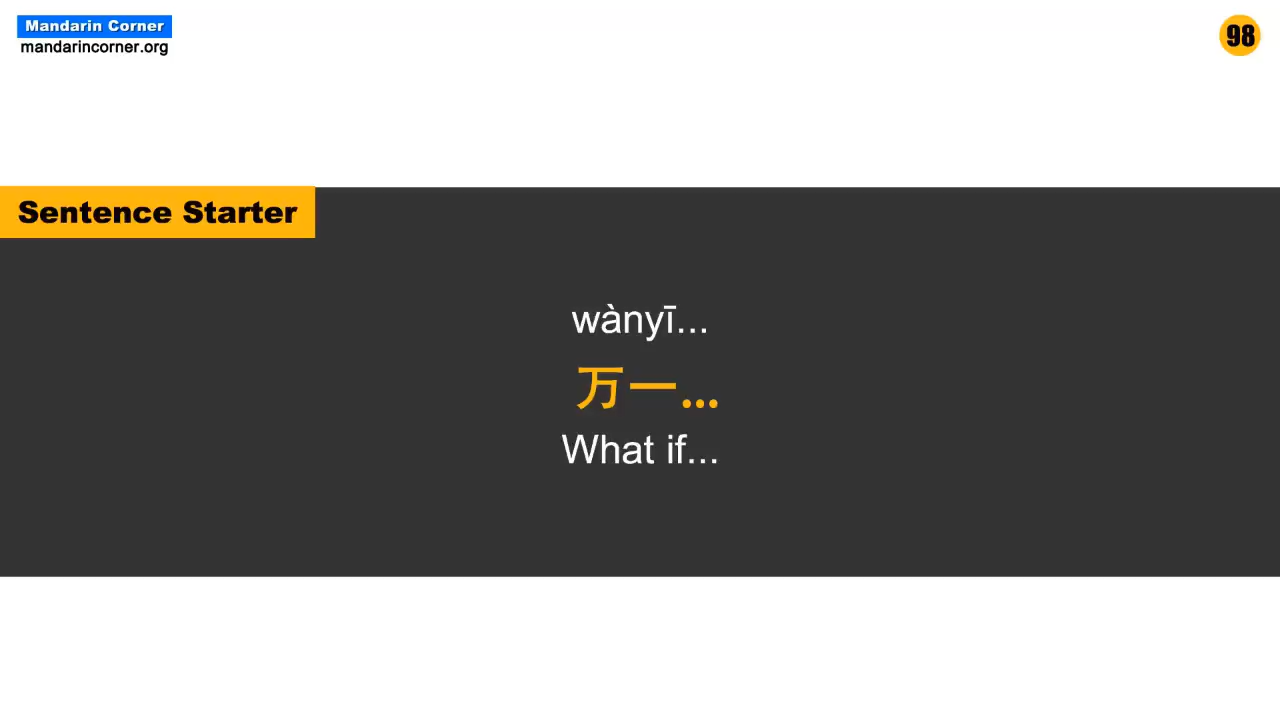 Mandarin Corner
mandarincorner.org
98
Sentence Starter
wànyī...
万一...
What if...